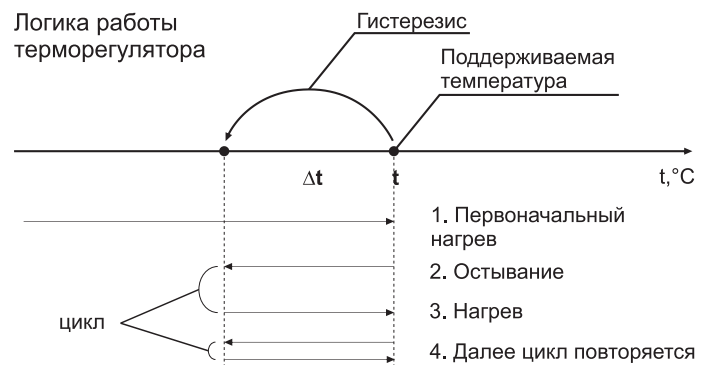 Логика работы
терморегулятора
Гистерезис
Поддерживаемая
температура
Δt
t
t,°C
1. Первоначальный
нагрев
2. Остывание
3. Нагрев
цикл
4. Далее цикл повторяется